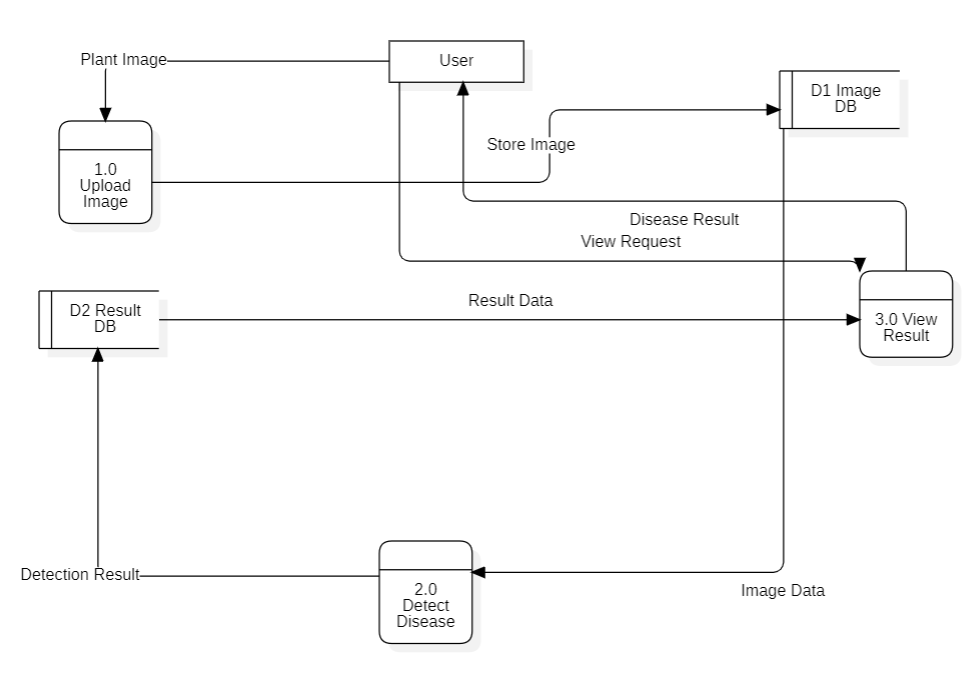 Plant Image
User
D1 Image
DB
Store Image
1.0
Upload
Image
Disease Result
View Request
D2 Result
DB
Result Data
3.0 View
Result
Detection Result
2.0
Detect
Disease
Image Data